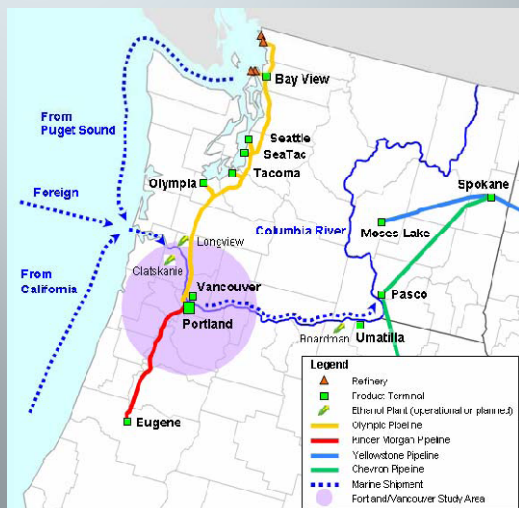 Bay View
From
Puget Sound
Seattle
SeaTac
Tacoma
Olympia
Spokane
Foreign
Columbia River
Moses Lake
Longview
Clatskanie
From
California
Vancouver
Pasco
Portland
Boardman
Umatilla
Eugene
Legend
Refinery
Product Terminal
Ethanol Plant (operational or planned)
Olympic Pipeline
Kinder Morgan Pipeline
Yellowstone Pipeline
Chevron Pipeline
Marine Shipment
Portland/Vancouver Study Area